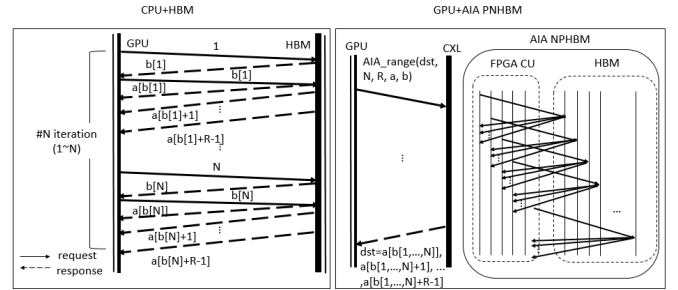 CPU+HBM
GPU+AIA PNHBM
GPU
HBM
1
b[1]
b[1]
a[b[1]]
a[b[1]+1]
⋮
a[b[1]+R-1]
#N iteration
(1~N)
N
b[N]
b[N]
a[b[N]]
a[b[N]+1]
⋮
a[b[N]+R-1]
request
response
GPU
CXL
AIA_range(dst,
N, R, a, b)
⋮
dst=a[b[1,...,N]],
a[b[1,...,N]+1], ...
,a[b[1,...,N]+R-1]
AIA NPHBM
FPGA CU
HBM
...